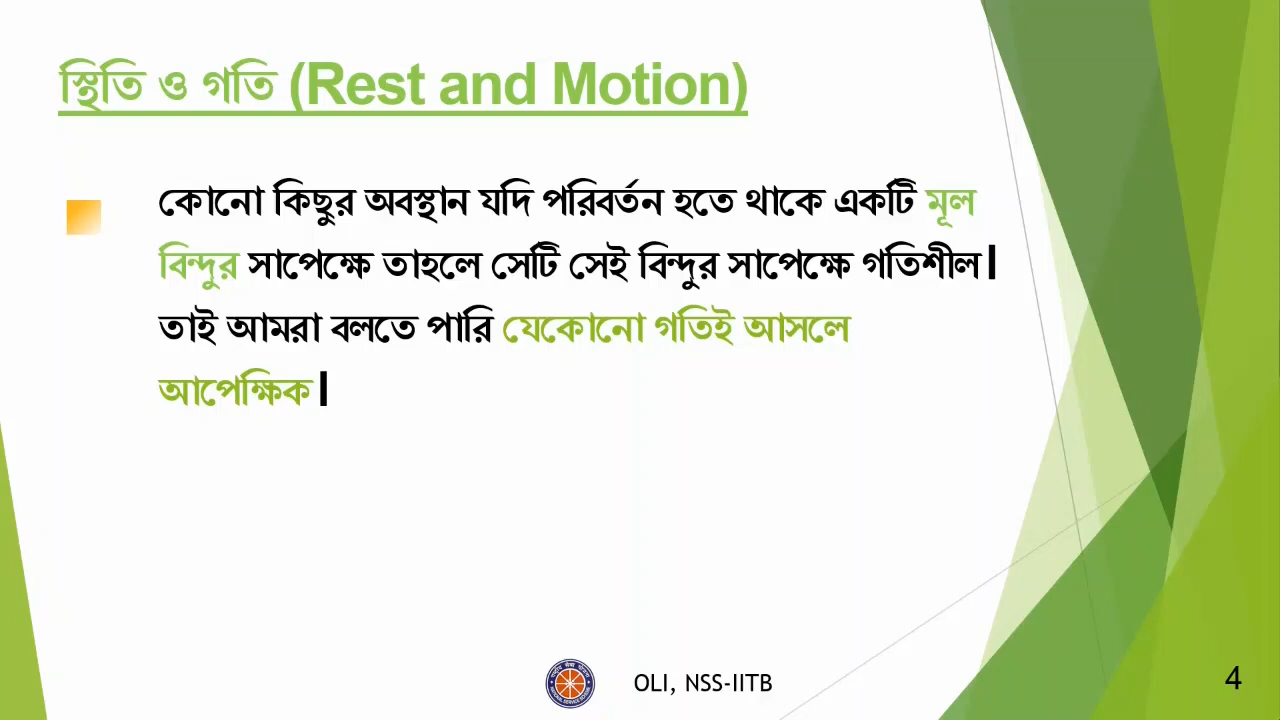 স্থিতি ও গতি (Rest and Motion)
কোনো কিছুর অবস্থান যদি পরিবর্তন হতে থাকে একটি মূল
বিন্দুর সাপেক্ষে তাহলে সেটি সেই বিন্দুর সাপেক্ষে গতিশীল।
তাই আমরা বলতে পারি যেকোনো গতিই আসলে
আপেক্ষিক।
OLI, NSS-IITB
4